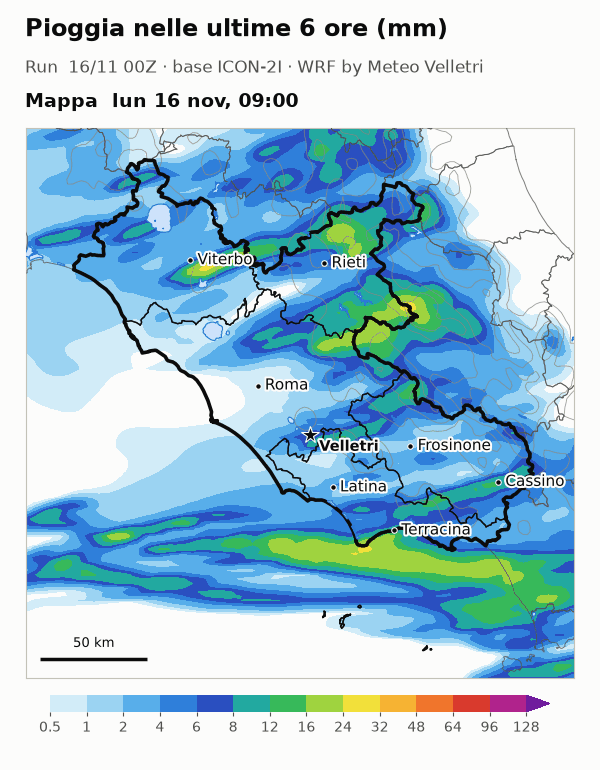 Pioggia nelle ultime 6 ore (mm)
Run 16/11 00Z · base ICON-2I · WRF by Meteo Velletri
Mappa lun 16 nov, 09:00
Viterbo
Rieti
Roma
Velletri
Frosinone
Cassino
Latina
Terracina
50 km
0.5 1 2 4 6 8 12 16 24 32 48 64 96 128